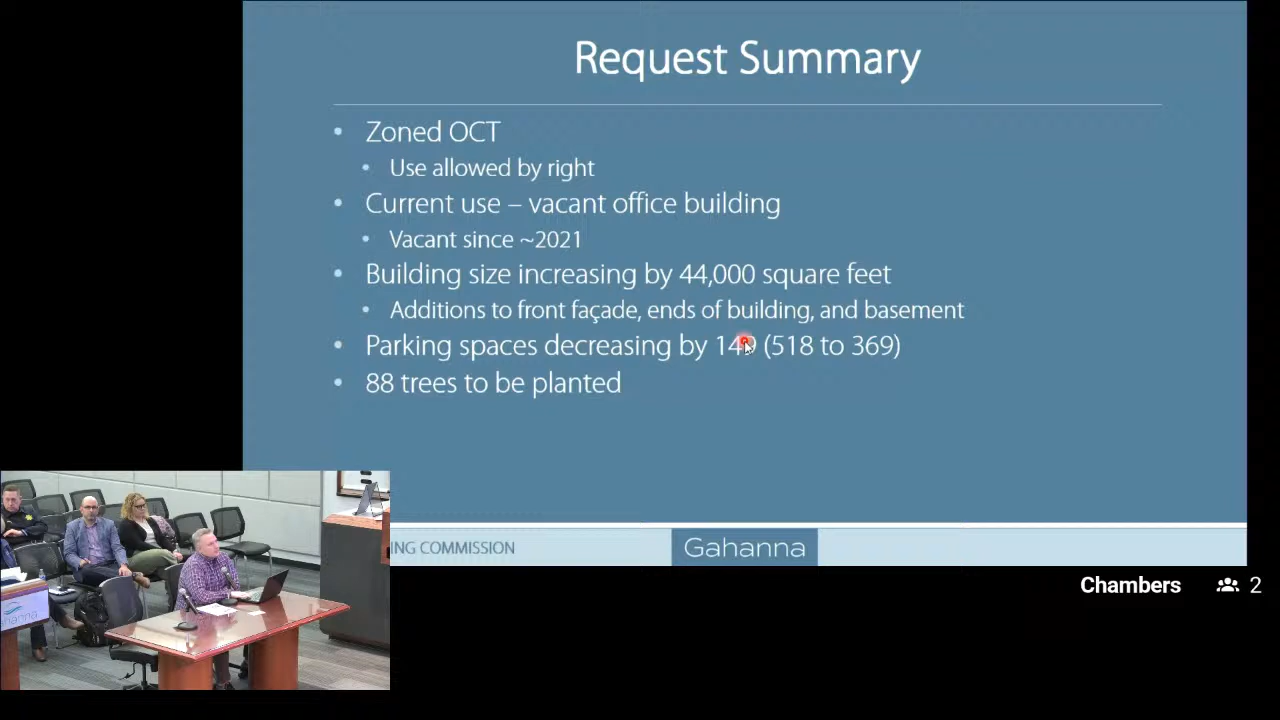 Request Summary
• Zoned OCT
• Use allowed by right
• Current use – vacant office building
• Vacant since ~2021
• Building size increasing by 44,000 square feet
• Additions to front façade, ends of building, and basement
• Parking spaces decreasing by 149 (518 to 369)
• 88 trees to be planted
COMMISSION
Gahanna
Chambers
2